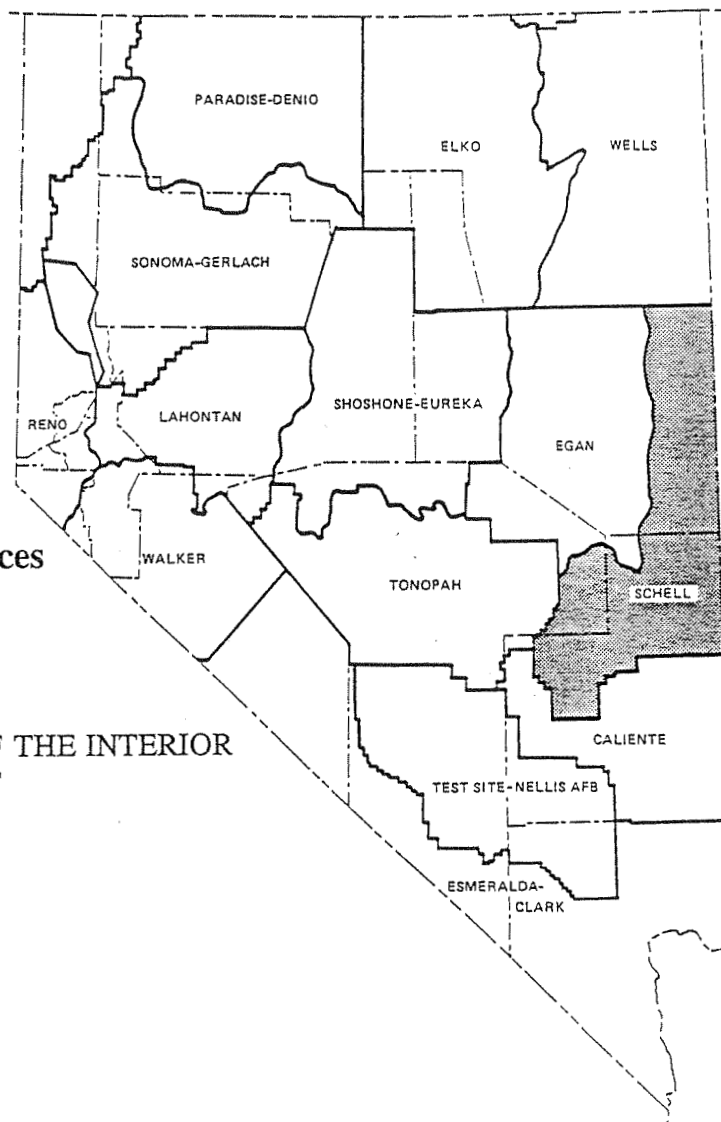 PARADISE-DENIO
ELKO
WELLS
SONOMA-GERLACH
SHOSHONE-EUREKA
RENO
LAHONTAN
EGAN
WALKER
TONOPAH
SCHELL
THE INTERIOR
CALIENTE
TEST SITE-NELLIS AFB
ESMERALDA-
CLARK